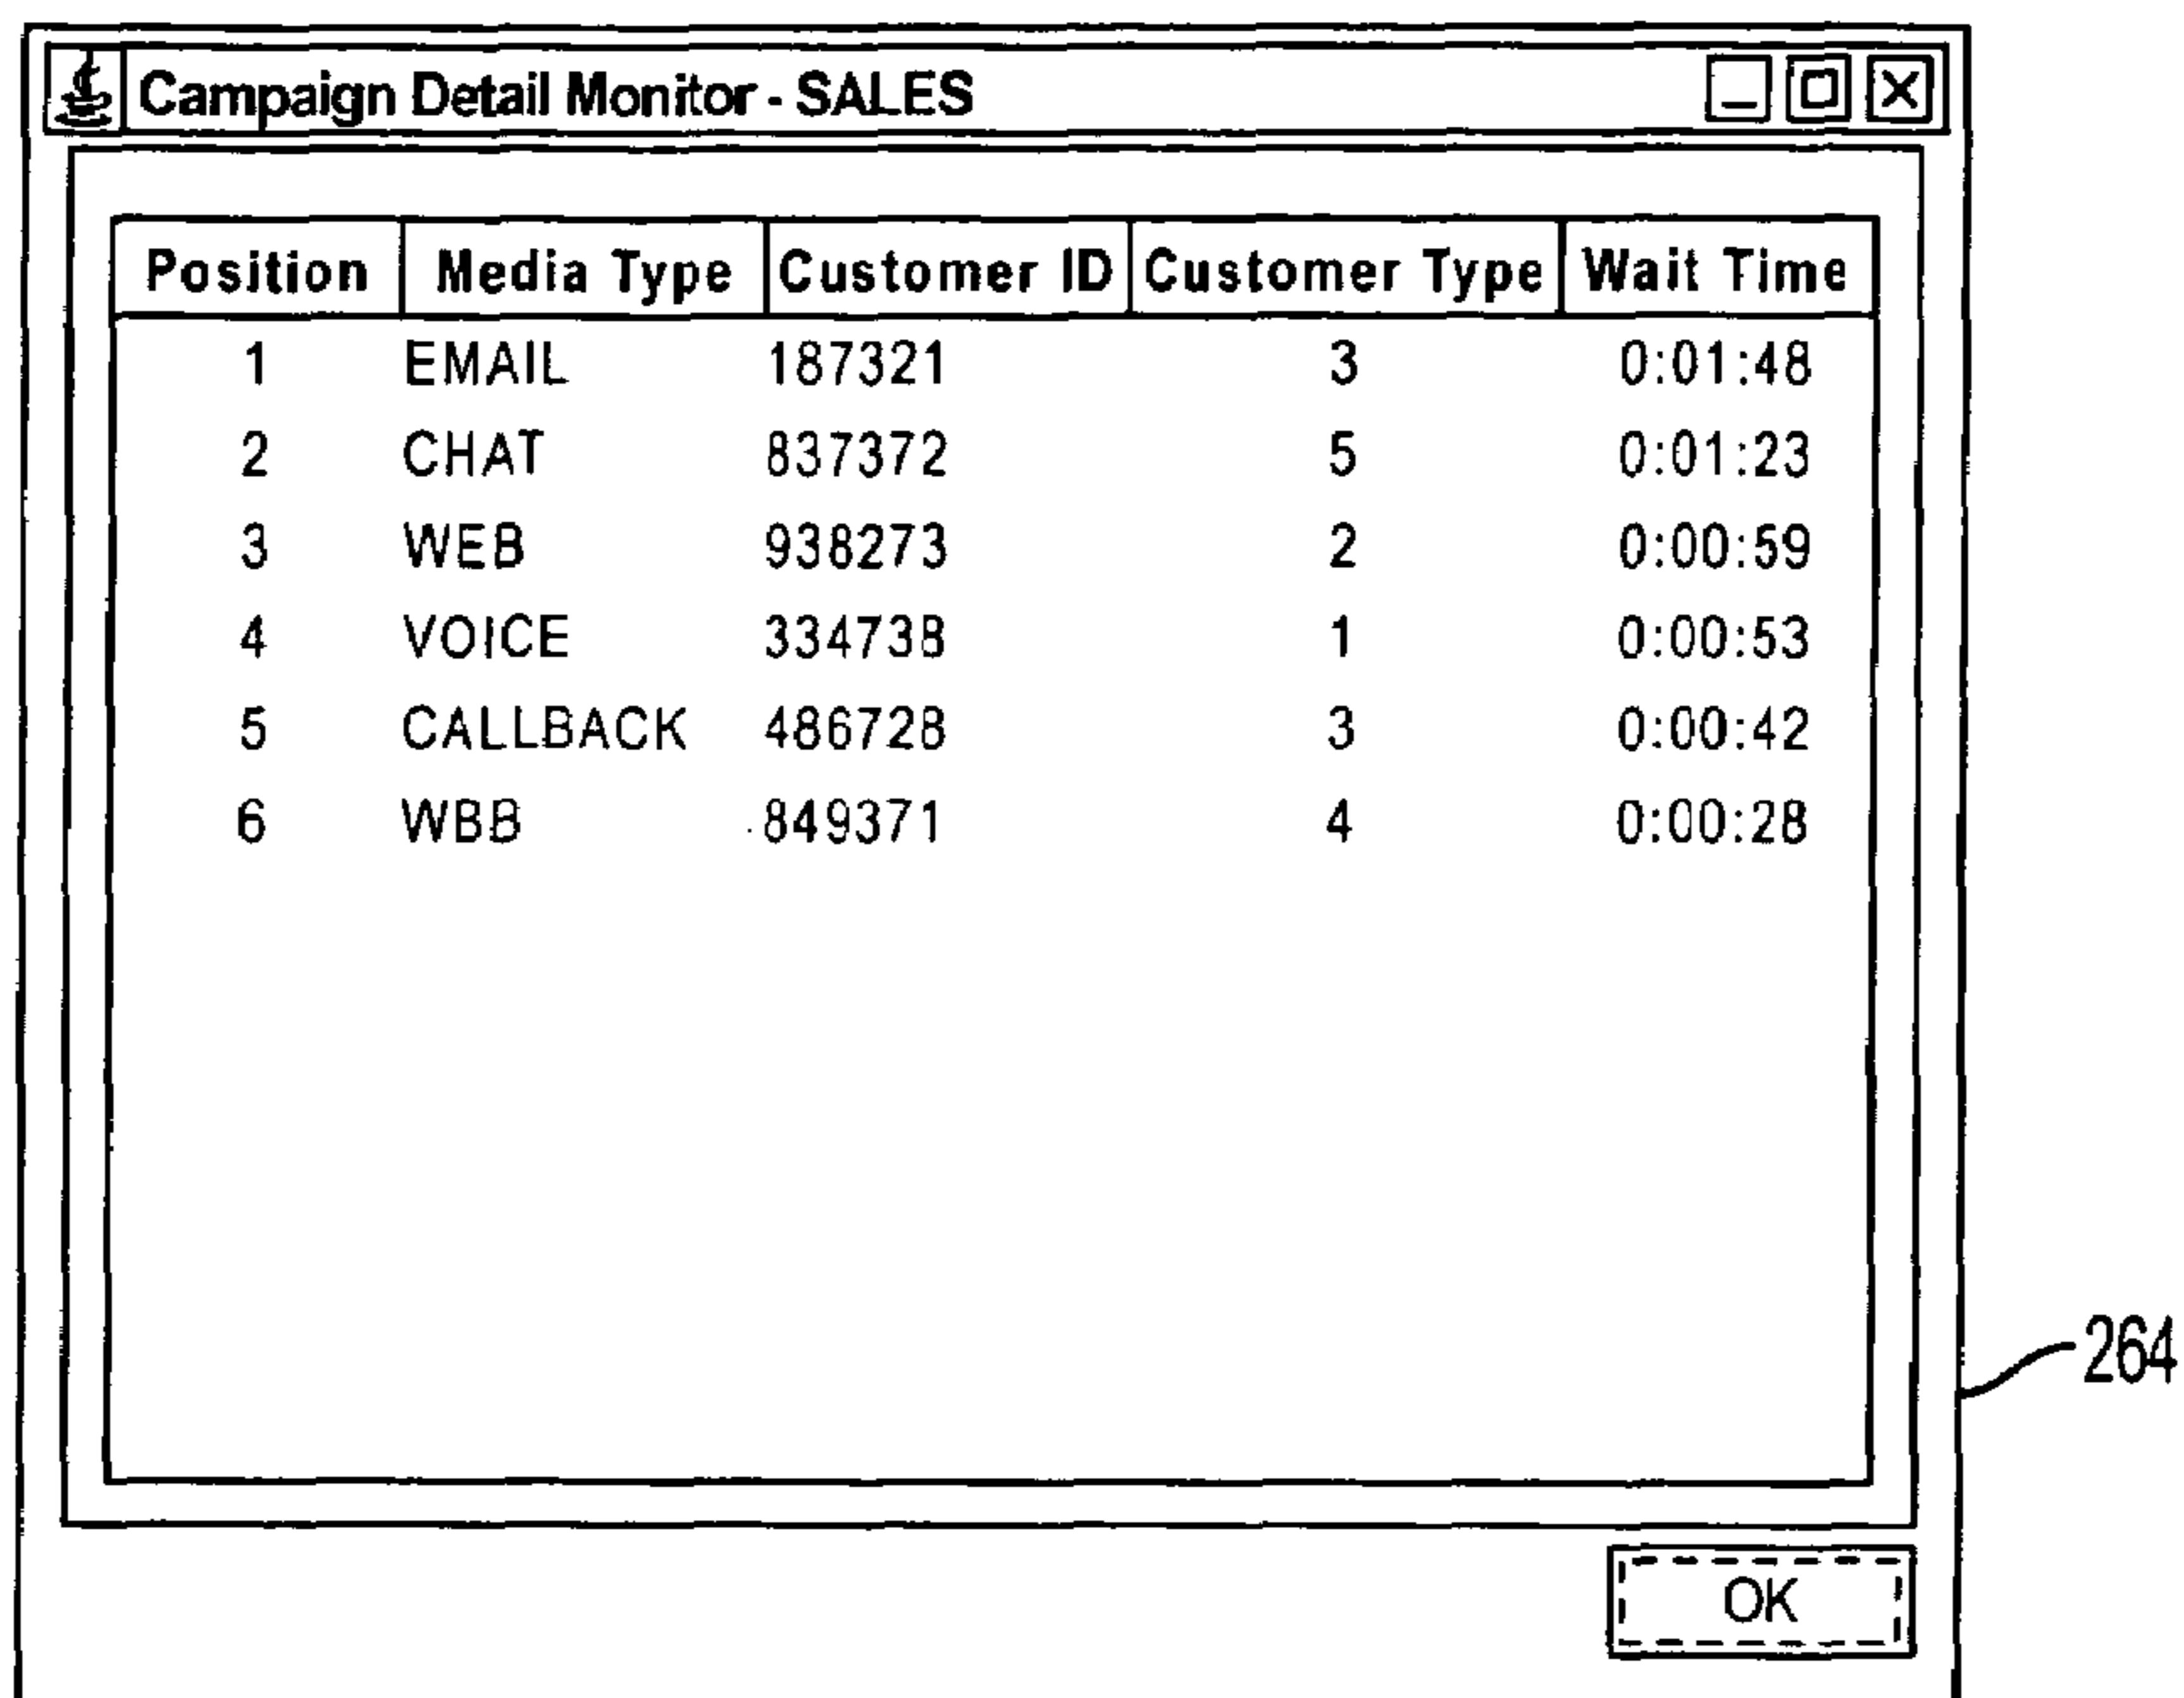 Campaign Detail Monitor - SALES
Position Media Type Customer ID Customer Type Wait Time
1 EMAIL 187321 3 0:01:48
2 CHAT 837372 5 0:01:23
3 WEB 938273 2 0:00:59
4 VOICE 334738 1 0:00:53
5 CALLBACK 486728 3 0:00:42
6 WBB 849371 4 0:00:28
264
OK